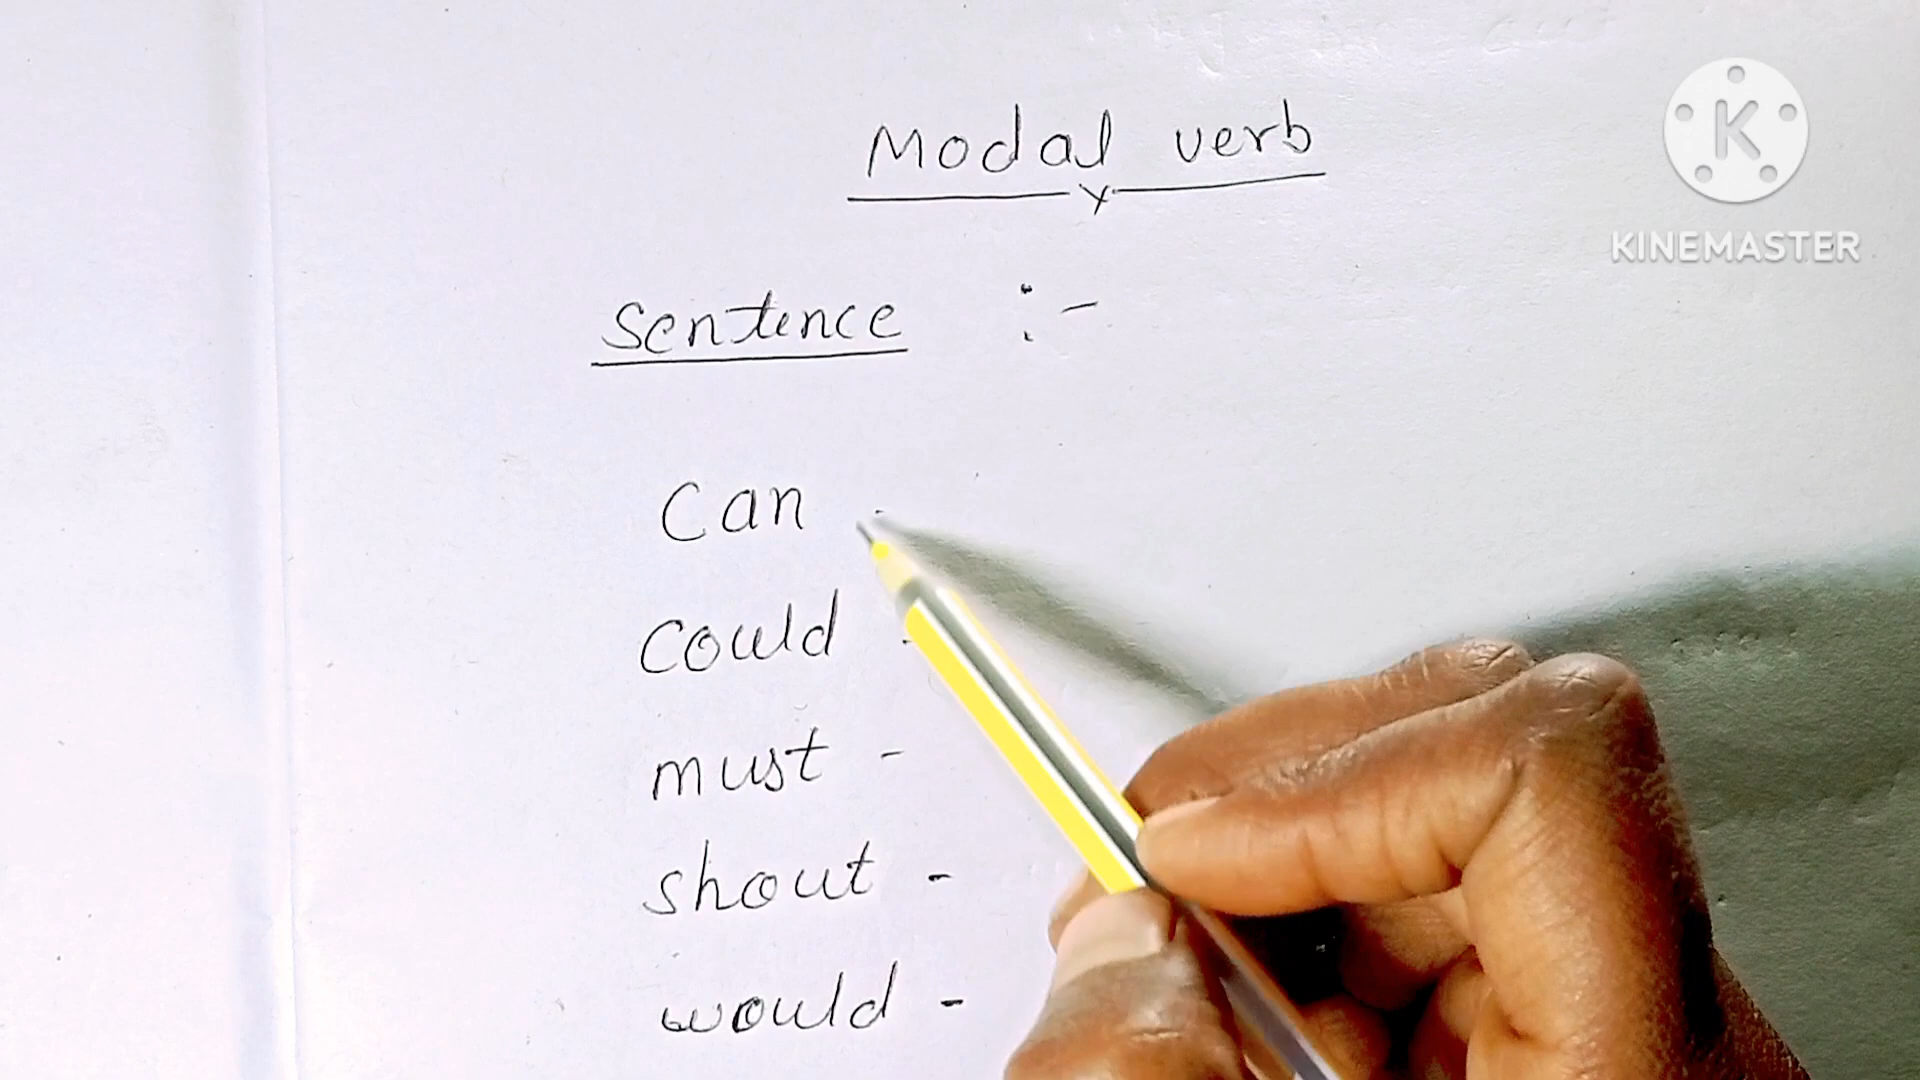 Modal verb
K
KINEMASTER
Sentence :-
Can -
Could -
must -
shout -
would -